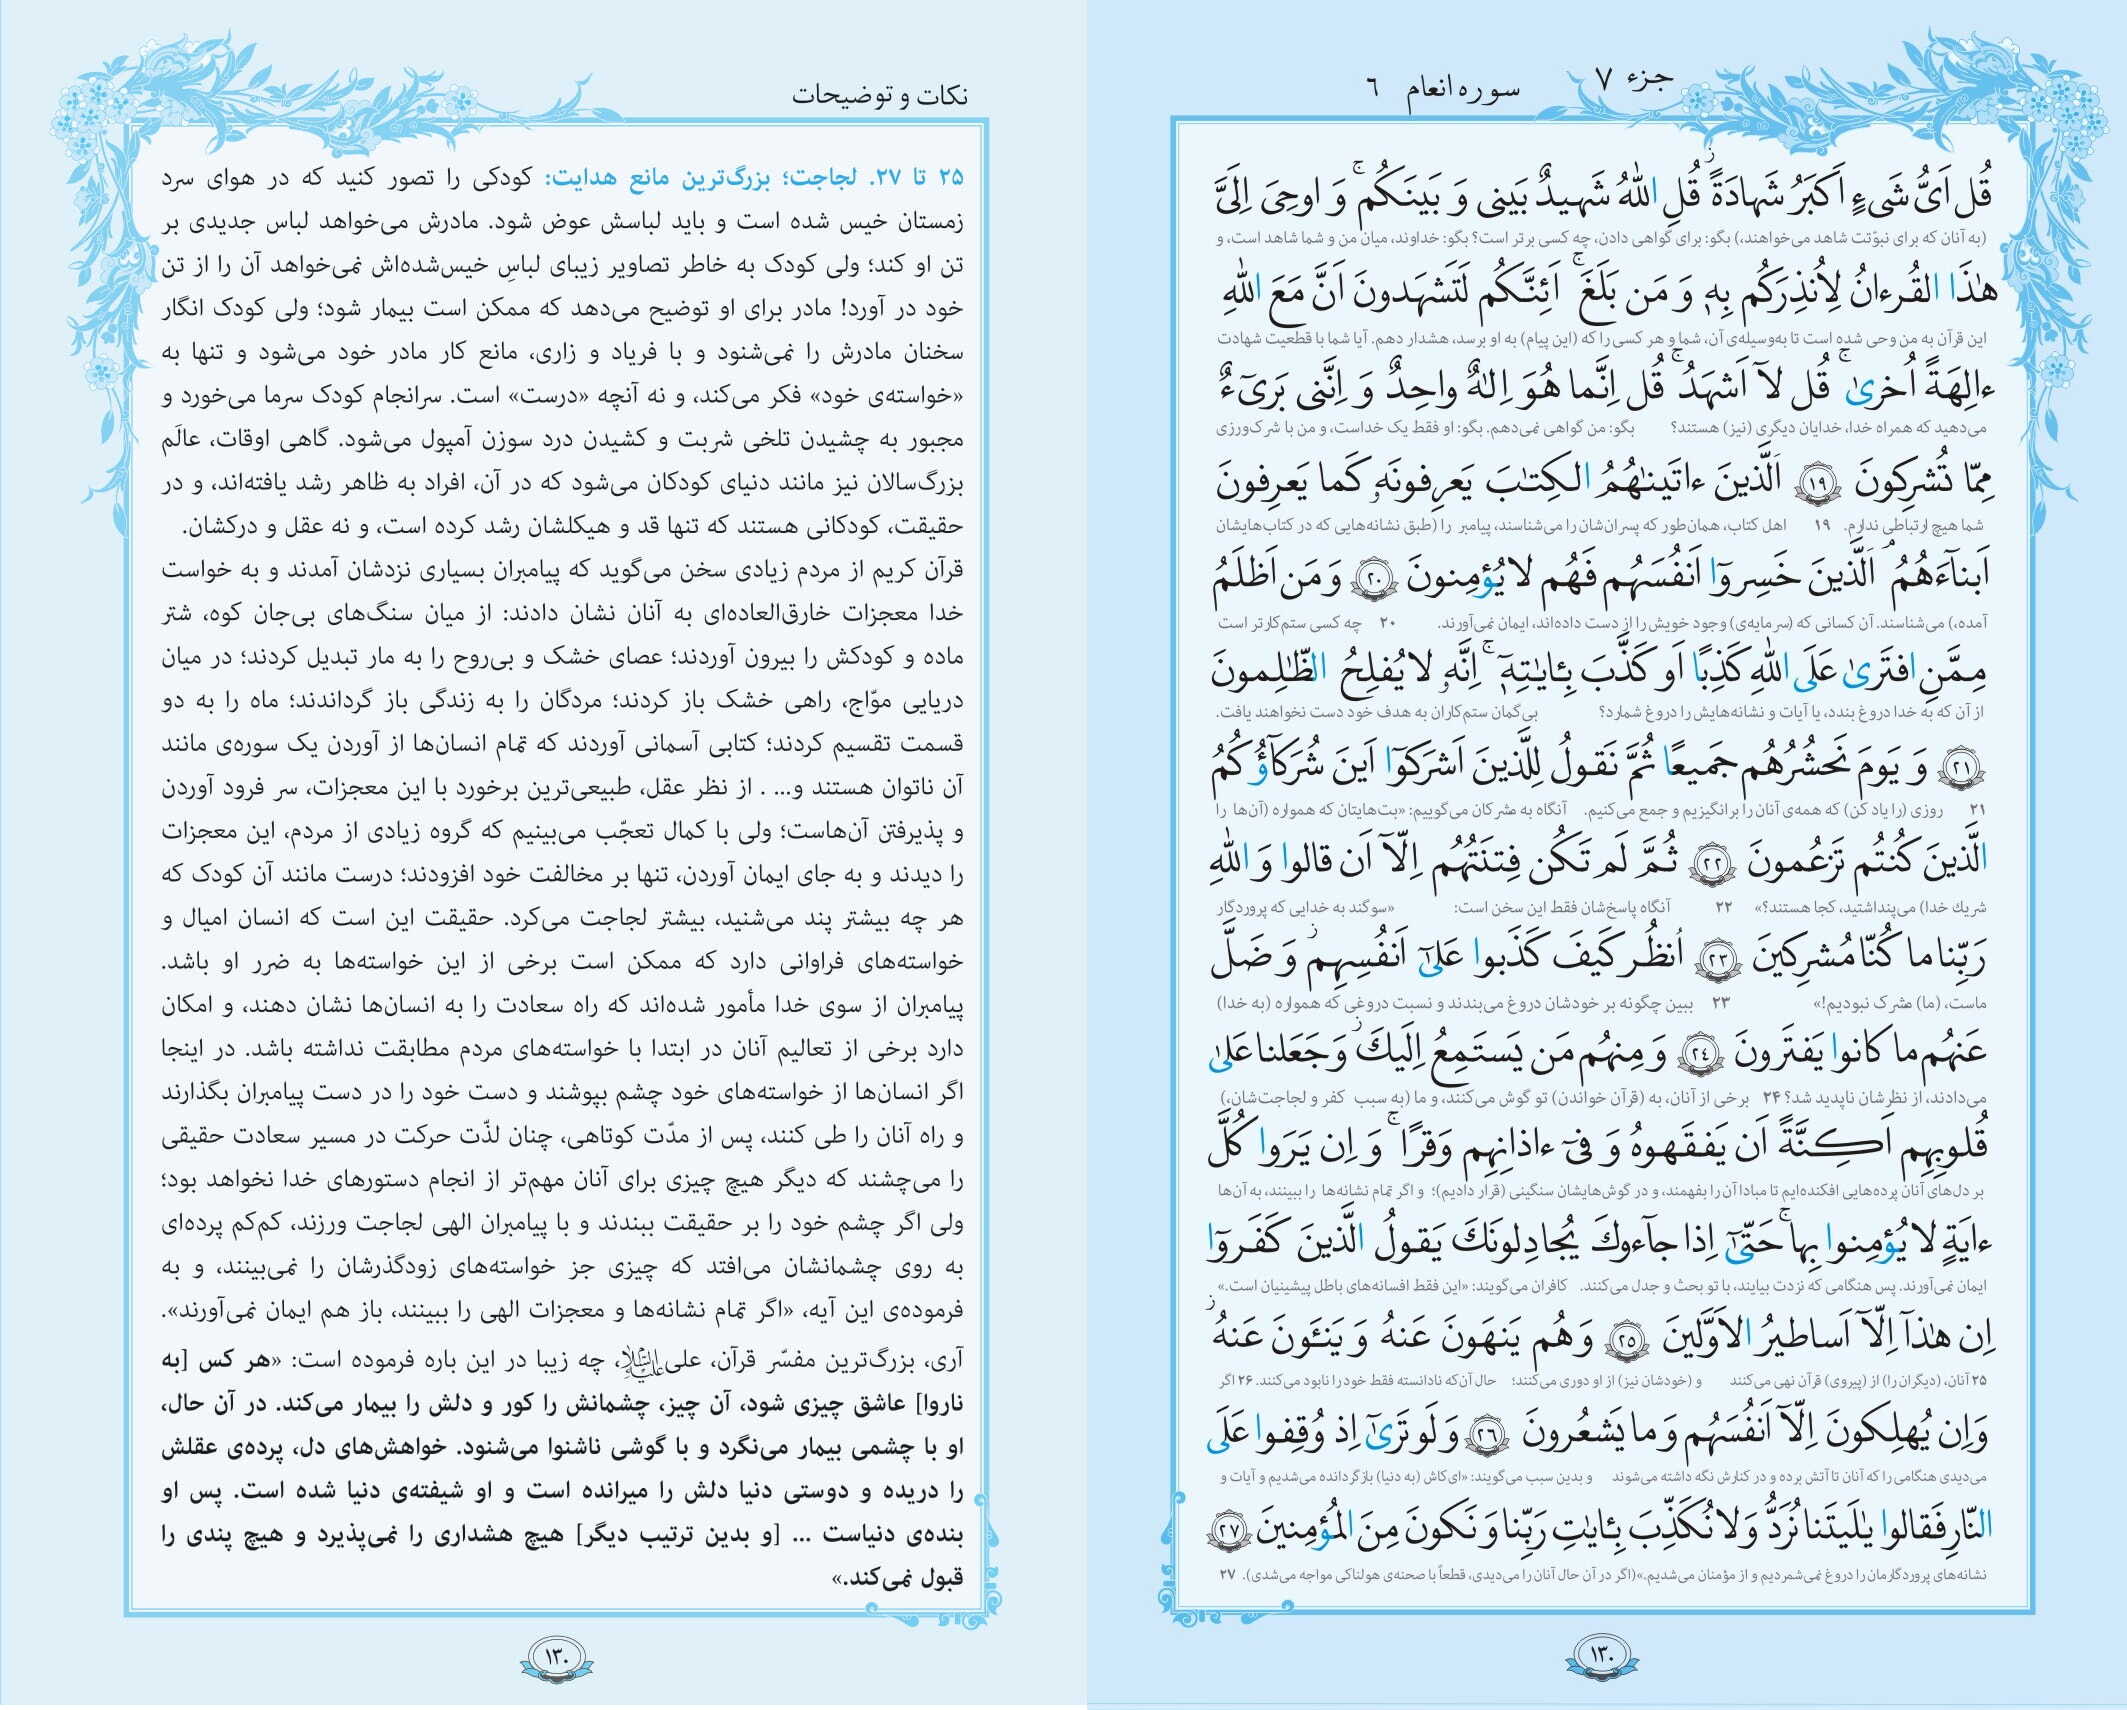 جزء ٧
سوره انعام ٦
قُل اَیُّ شَیءٍ اَکبَرُ شَهادَةً ۖ قُلِ اللّٰهُ شَهیدٌ بَینی وَ بَینَکُم ۚ وَ اوحِیَ اِلَیَّ
(به آنان که برای نبوّتت شاهد می‌خواهند،) بگو: برای گواهی دادن، چه کسی برتر است؟ بگو: خداوند، میان من و شما شاهد است، و
هٰذَا القُرءانُ لِاُنذِرَکُم بِهٖ وَ مَن بَلَغَ ۚ اَئِنَّکُم لَتَشهَدونَ اَنَّ مَعَ اللّٰهِ
این قرآن به من وحی شده است تا به‌وسیله‌ی آن، شما و هر کسی را که (این پیام) به او برسد، هشدار دهم. آیا شما با قطعیت شهادت
ءالِهَةً اُخریٰ ۚ قُل لآ اَشهَدُ ۚ قُل اِنَّما هُوَ اِلٰهٌ واحِدٌ وَ اِنَّنی بَریٓءٌ
می‌دهید که همراه خدا، خدایان دیگری (نیز) هستند؟ بگو: من گواهی نمی‌دهم. بگو: او فقط یک خداست، و من با شرک‌ورزی
مِمّا تُشرِکونَ ﴿١٩﴾ اَلَّذینَ ءاتَینٰهُمُ الکِتٰبَ یَعرِفونَهٗ کَما یَعرِفونَ
شما هیچ ارتباطی ندارم. ۱۹ اهل کتاب، همان‌طور که پسران‌شان را می‌شناسند، پیامبر را (طبق نشانه‌هایی که در کتاب‌هایشان
اَبنآءَهُمُ ۘ اَلَّذینَ خَسِروٓا اَنفُسَهُم فَهُم لا یُؤمِنونَ ﴿٢٠﴾ وَ مَن اَظلَمُ
آمده،) می‌شناسند. آن کسانی که (سرمایه‌ی) وجود خویش را از دست داده‌اند، ایمان نمی‌آورند. ۲۰ چه کسی ستم‌کارتر است
مِمَّنِ افتَریٰ عَلَی اللّٰهِ کَذِبًا اَو کَذَّبَ بِـٔایٰتِهٖٓ ۚ اِنَّهٗ لا یُفلِحُ الظّٰلِمونَ
از آن که به خدا دروغ بندد، یا آیات و نشانه‌هایش را دروغ شمارد؟ بی‌گمان ستم‌کاران به هدف خود دست نخواهند یافت.
﴿٢١﴾ وَ یَومَ نَحشُرُهُم جَمیعًا ثُمَّ نَقولُ لِلَّذینَ اَشرَکوٓا اَینَ شُرَکآؤُکُمُ
۲۱ روزی (را یاد کن) که همه‌ی آنان را برانگیزیم و جمع می‌کنیم. آنگاه به مشرکان می‌گوییم: «بت‌هایتان که همواره (آن‌ها را
الَّذینَ کُنتُم تَزعُمونَ ﴿٢٢﴾ ثُمَّ لَم تَکُن فِتنَتُهُم اِلّآ اَن قالوا وَ اللّٰهِ
شریك خدا) می‌پنداشتید، کجا هستند؟» ۲۲ آنگاه پاسخ‌شان فقط این سخن است: «سوگند به خدایی که پروردگار
رَبِّنا ما کُنّا مُشرِکینَ ﴿٢٣﴾ اُنظُر کَیفَ کَذَبوا عَلیٰٓ اَنفُسِهِم ۖ وَ ضَلَّ
ماست، (ما) مشرک نبودیم!» ۲۳ ببین چگونه بر خودشان دروغ می‌بندند و نسبت دروغی که همواره (به خدا)
عَنهُم ما کانوا یَفتَرونَ ﴿٢٤﴾ وَ مِنهُم مَن یَستَمِعُ اِلَیكَ ۖ وَ جَعَلنا عَلیٰ
می‌دادند، از نظرشان ناپدید شد؟ ۲۴ برخی از آنان، به (قرآن خواندن) تو گوش می‌کنند، و ما (به سبب کفر و لجاجت‌شان،)
قُلوبِهِم اَکِنَّةً اَن یَفقَهوهُ وَ فیٓ ءاذانِهِم وَقرًا ۚ وَ اِن یَرَوا کُلَّ
بر دل‌های آنان پرده‌هایی افکنده‌ایم تا مبادا آن را بفهمند، و در گوش‌هایشان سنگینی (قرار دادیم)؛ و اگر تمام نشانه‌ها را ببینند، به آن‌ها
ءایَةٍ لا یُؤمِنوا بِها ۚ حَتّیٰٓ اِذا جآءوكَ یُجادِلونَكَ یَقولُ الَّذینَ کَفَروٓا
ایمان نمی‌آورند. پس هنگامی که نزدت بیایند، با تو بحث و جدل می‌کنند. کافران می‌گویند: «این فقط افسانه‌های باطل پیشینیان است.»
اِن هٰذآ اِلّآ اَساطیرُ الاَوَّلینَ ﴿٢٥﴾ وَ هُم یَنهَونَ عَنهُ وَ یَنـَٔونَ عَنهُ ۖ
۲۵ آنان، (دیگران را) از (پیروی) قرآن نهی می‌کنند و (خودشان نیز) از او دوری می‌کنند؛ حال آن‌که نادانسته فقط خود را نابود می‌کنند. ۲۶ اگر
وَ اِن یُهلِکونَ اِلّآ اَنفُسَهُم وَ ما یَشعُرونَ ﴿٢٦﴾ وَ لَو تَریٰٓ اِذ وُقِفوا عَلَی
می‌دیدی هنگامی را که آنان تا آتش برده و در کنارش نگه داشته می‌شوند و بدین سبب می‌گویند: «ای‌کاش (به دنیا) بازگردانده می‌شدیم و آیات و
النّارِ فَقالوا یٰلَیتَنا نُرَدُّ وَ لا نُکَذِّبَ بِـٔایٰتِ رَبِّنا وَ نَکونَ مِنَ المُؤمِنینَ ﴿٢٧﴾
نشانه‌های پروردگارمان را دروغ نمی‌شمردیم و از مؤمنان می‌شدیم.»(اگر در آن حال آنان را می‌دیدی، قطعاً با صحنه‌ی هولناکی مواجه می‌شدی). ۲۷
۱۳۰
نکات و توضیحات
۲۵ تا ۲۷. لجاجت؛ بزرگ‌ترین مانع هدایت: کودکی را تصور کنید که در هوای سرد
زمستان خیس شده است و باید لباسش عوض شود. مادرش می‌خواهد لباس جدیدی بر
تن او کند؛ ولی کودک به خاطر تصاویر زیبای لباسِ خیس‌شده‌اش نمی‌خواهد آن را از تن
خود در آورد! مادر برای او توضیح می‌دهد که ممکن است بیمار شود؛ ولی کودک انگار
سخنان مادرش را نمی‌شنود و با فریاد و زاری، مانع کار مادر خود می‌شود و تنها به
«خواسته‌ی خود» فکر می‌کند، و نه آنچه «درست» است. سرانجام کودک سرما می‌خورد و
مجبور به چشیدن تلخی شربت و کشیدن درد سوزن آمپول می‌شود. گاهی اوقات، عالَم
بزرگ‌سالان نیز مانند دنیای کودکان می‌شود که در آن، افراد به ظاهر رشد یافته‌اند، و در
حقیقت، کودکانی هستند که تنها قد و هیکلشان رشد کرده است، و نه عقل و درکشان.
قرآن کریم از مردم زیادی سخن می‌گوید که پیامبران بسیاری نزدشان آمدند و به خواست
خدا معجزات خارق‌العاده‌ای به آنان نشان دادند: از میان سنگ‌های بی‌جان کوه، شتر
ماده و کودکش را بیرون آوردند؛ عصای خشک و بی‌روح را به مار تبدیل کردند؛ در میان
دریایی موّاج، راهی خشک باز کردند؛ مردگان را به زندگی باز گرداندند؛ ماه را به دو
قسمت تقسیم کردند؛ کتابی آسمانی آوردند که تمام انسان‌ها از آوردن یک سوره‌ی مانند
آن ناتوان هستند و... . از نظر عقل، طبیعی‌ترین برخورد با این معجزات، سر فرود آوردن
و پذیرفتن آن‌هاست؛ ولی با کمال تعجّب می‌بینیم که گروه زیادی از مردم، این معجزات
را دیدند و به جای ایمان آوردن، تنها بر مخالفت خود افزودند؛ درست مانند آن کودک که
هر چه بیشتر پند می‌شنید، بیشتر لجاجت می‌کرد. حقیقت این است که انسان امیال و
خواسته‌های فراوانی دارد که ممکن است برخی از این خواسته‌ها به ضرر او باشد.
پیامبران از سوی خدا مأمور شده‌اند که راه سعادت را به انسان‌ها نشان دهند، و امکان
دارد برخی از تعالیم آنان در ابتدا با خواسته‌های مردم مطابقت نداشته باشد. در اینجا
اگر انسان‌ها از خواسته‌های خود چشم بپوشند و دست خود را در دست پیامبران بگذارند
و راه آنان را طی کنند، پس از مدّت کوتاهی، چنان لذّت حرکت در مسیر سعادت حقیقی
را می‌چشند که دیگر هیچ چیزی برای آنان مهم‌تر از انجام دستورهای خدا نخواهد بود؛
ولی اگر چشم خود را بر حقیقت ببندند و با پیامبران الهی لجاجت ورزند، کم‌کم پرده‌ای
به روی چشمانشان می‌افتد که چیزی جز خواسته‌های زودگذرشان را نمی‌بینند، و به
فرموده‌ی این آیه، «اگر تمام نشانه‌ها و معجزات الهی را ببینند، باز هم ایمان نمی‌آورند».
آری، بزرگ‌ترین مفسّر قرآن، علی علیه‌السلام، چه زیبا در این باره فرموده است: «هر کس [به
ناروا] عاشق چیزی شود، آن چیز، چشمانش را کور و دلش را بیمار می‌کند. در آن حال،
او با چشمی بیمار می‌نگرد و با گوشی ناشنوا می‌شنود. خواهش‌های دل، پرده‌ی عقلش
را دریده و دوستی دنیا دلش را میرانده است و او شیفته‌ی دنیا شده است. پس او
بنده‌ی دنیاست ... [و بدین ترتیب دیگر] هیچ هشداری را نمی‌پذیرد و هیچ پندی را
قبول نمی‌کند.»
۱۳۰